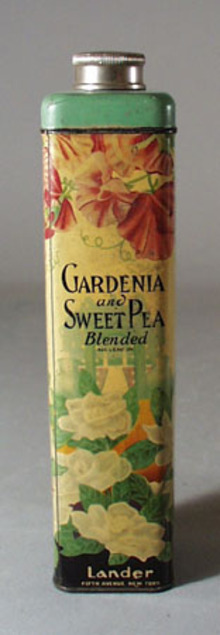 GARDENIA
and
SWEET PEA
Blended
Lander
FIFTH AVENUE NEW YORK